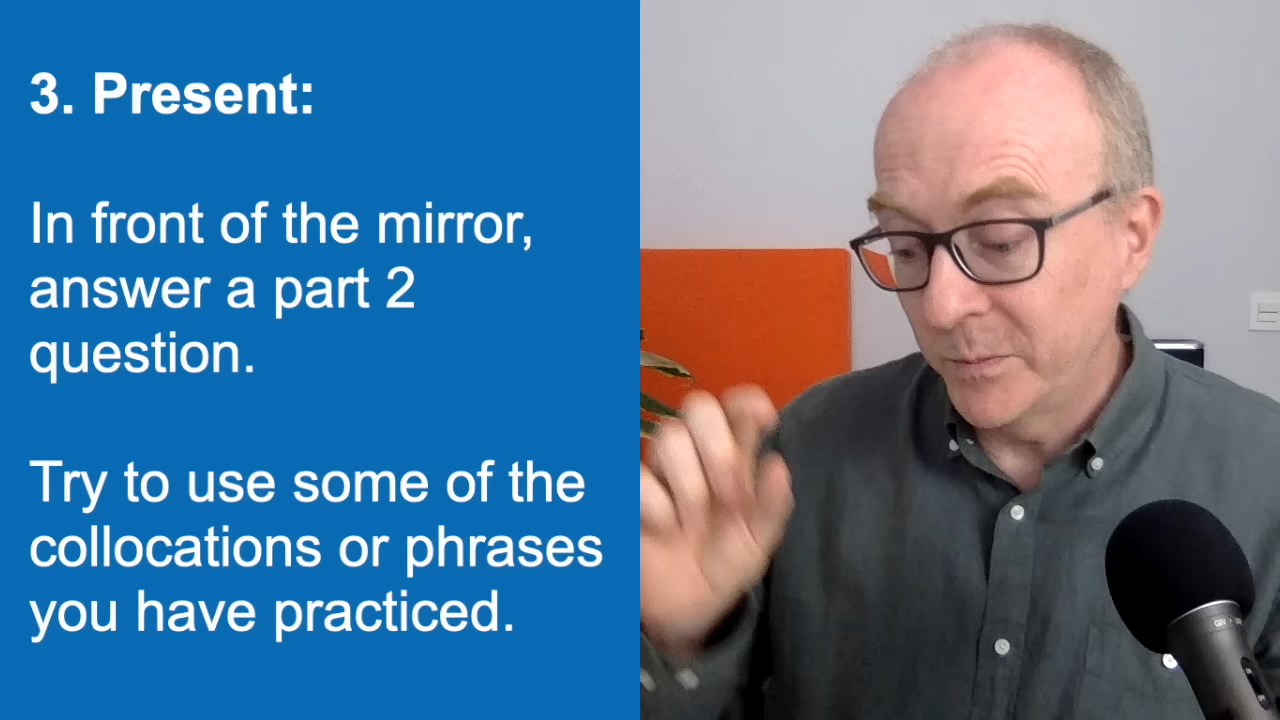 3. Present:
In front of the mirror,
answer a part 2
question.
Try to use some of the
collocations or phrases
you have practiced.